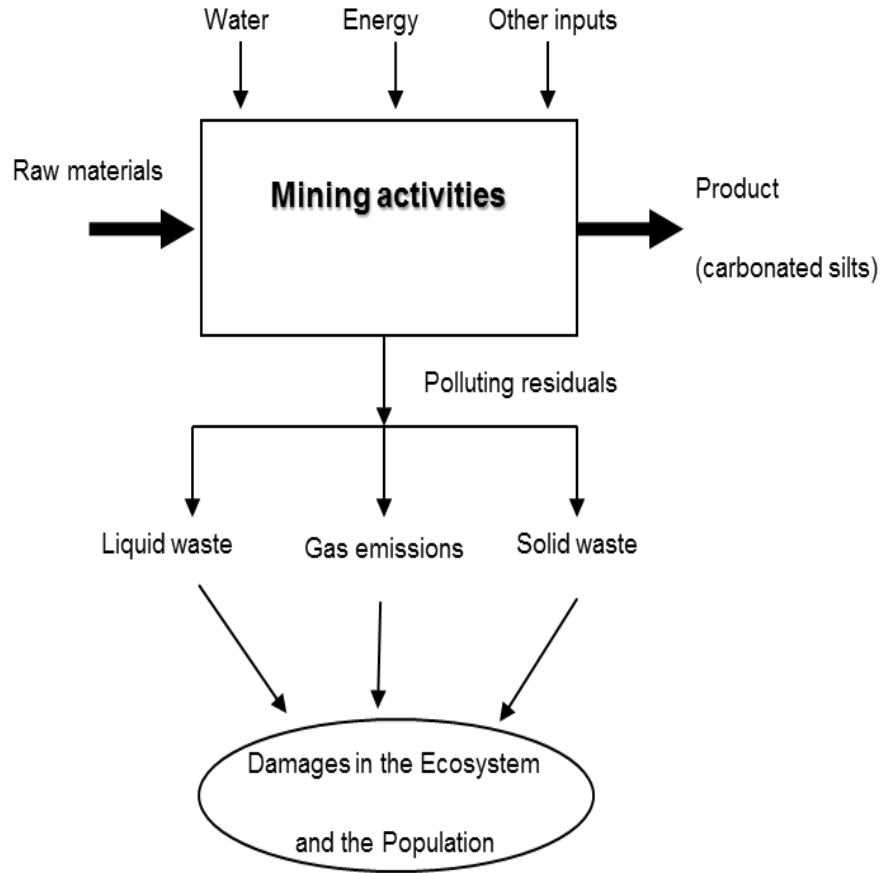 Water
Energy
Other inputs
Raw materials
Mining activities
Product
(carbonated silts)
Polluting residuals
Liquid waste
Gas emissions
Solid waste
Damages in the Ecosystem
and the Population